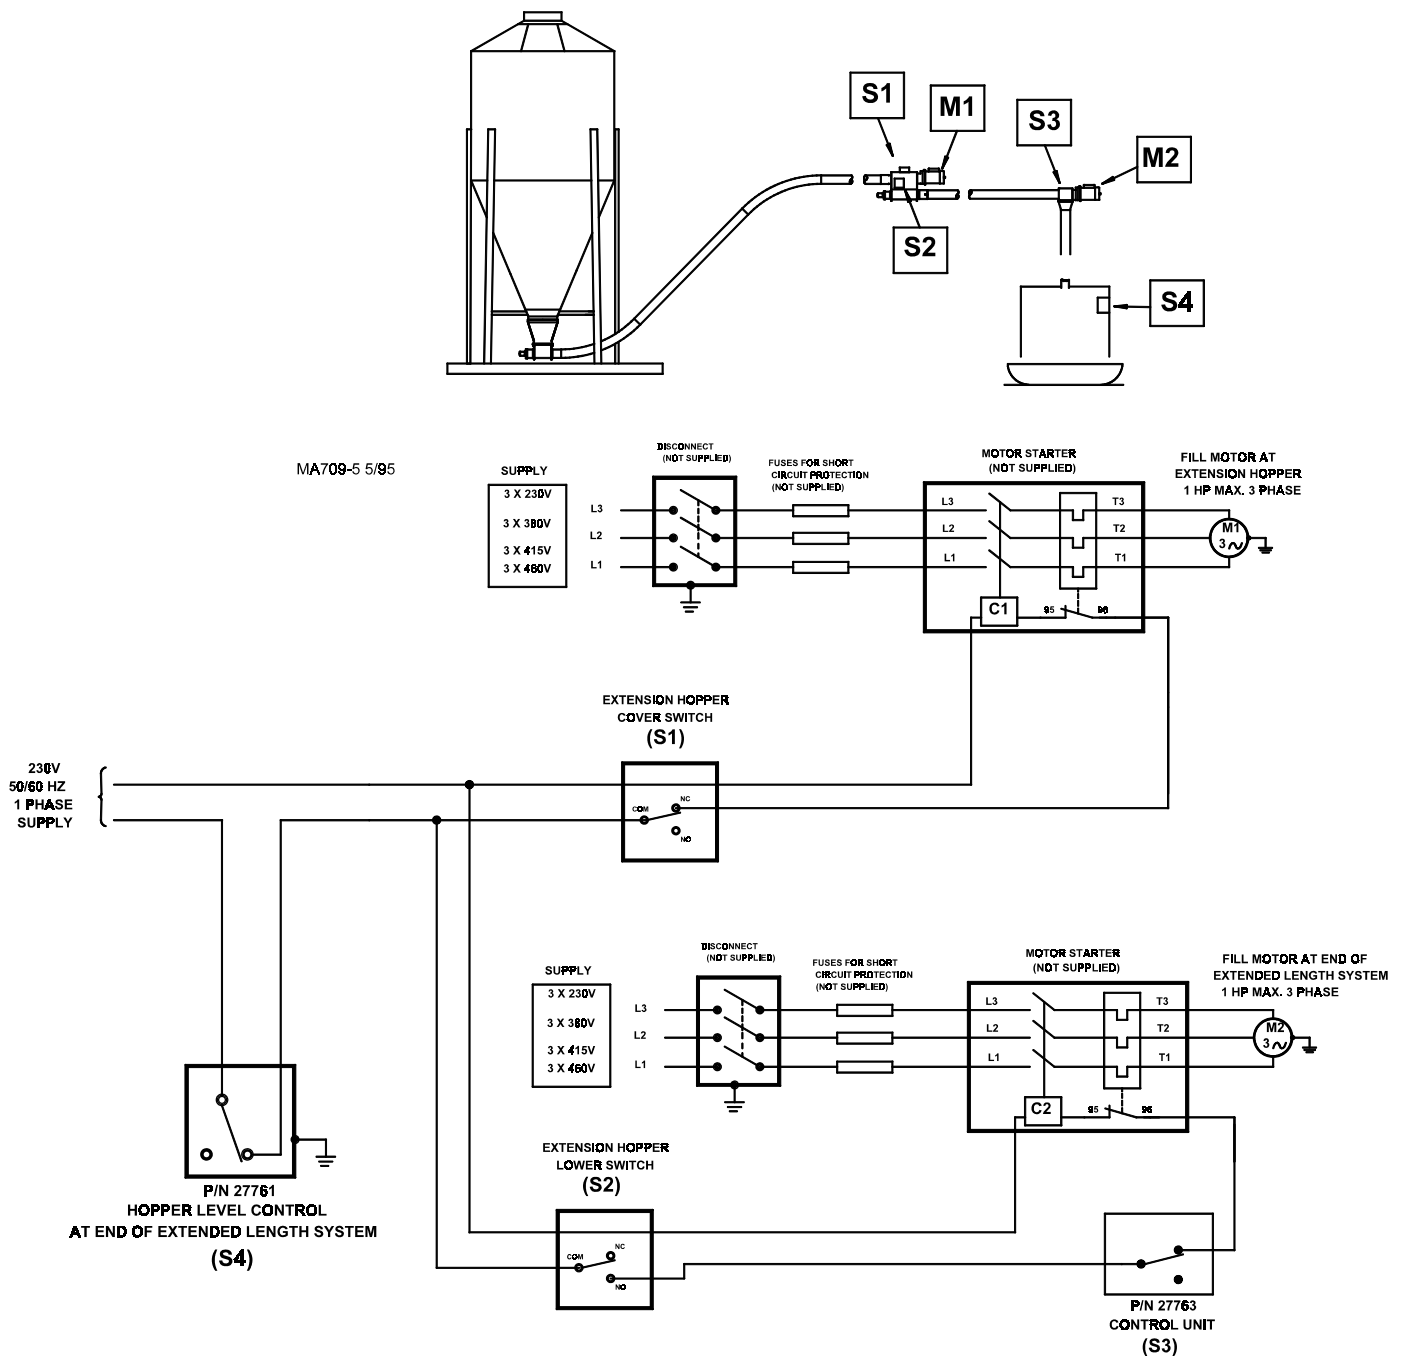 S1
M1
S3
M2
S2
S4
MA709-5 5/95
SUPPLY
3 X 230V
3 X 380V
3 X 415V
3 X 460V
L3
L2
L1
DISCONNECT
(NOT SUPPLIED)
FUSES FOR SHORT
CIRCUIT PROTECTION
(NOT SUPPLIED)
MOTOR STARTER
(NOT SUPPLIED)
L3
L2
L1
C1
95
96
T3
T2
T1
FILL MOTOR AT
EXTENSION HOPPER
1 HP MAX. 3 PHASE
M1
3
EXTENSION HOPPER
COVER SWITCH
(S1)
COM
NC
NO
230V
50/60 HZ
1 PHASE
SUPPLY
SUPPLY
3 X 230V
3 X 380V
3 X 415V
3 X 460V
L3
L2
L1
DISCONNECT
(NOT SUPPLIED)
FUSES FOR SHORT
CIRCUIT PROTECTION
(NOT SUPPLIED)
MOTOR STARTER
(NOT SUPPLIED)
L3
L2
L1
C2
95
96
T3
T2
T1
FILL MOTOR AT END OF
EXTENDED LENGTH SYSTEM
1 HP MAX. 3 PHASE
M2
3
P/N 27761
HOPPER LEVEL CONTROL
AT END OF EXTENDED LENGTH SYSTEM
(S4)
EXTENSION HOPPER
LOWER SWITCH
(S2)
COM
NC
NO
P/N 27763
CONTROL UNIT
(S3)